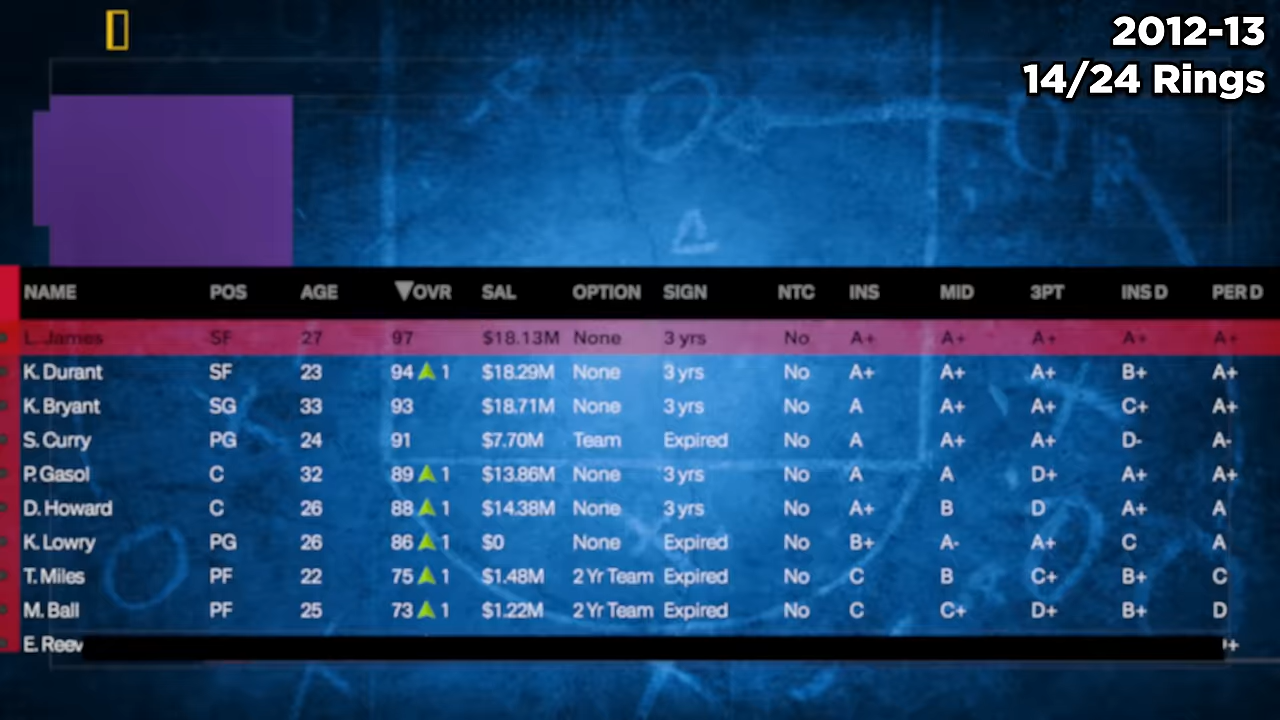 2012-13
14/24 Rings
NAME POS AGE ▼OVR SAL OPTION SIGN NTC INS MID 3PT INS D PER D
L. James SF 27 97 $18.13M None 3 yrs No A+ A+ A+ A+ A+
K. Durant SF 23 94 ▲ 1 $18.29M None 3 yrs No A+ A+ A+ B+ A+
K. Bryant SG 33 93 $18.71M None 3 yrs No A A+ A+ C+ A+
S. Curry PG 24 91 $7.70M Team Expired No A A+ A+ D- A-
P. Gasol C 32 89 ▲ 1 $13.86M None 3 yrs No A A D+ A+ A+
D. Howard C 26 88 ▲ 1 $14.38M None 3 yrs No A+ B D A+ A
K. Lowry PG 26 86 ▲ 1 $0 None Expired No B+ A- A+ C A
T. Miles PF 22 75 ▲ 1 $1.48M 2 Yr Team Expired No C B C+ B+ C
M. Ball PF 25 73 ▲ 1 $1.22M 2 Yr Team Expired No C C+ D+ B+ D
E.